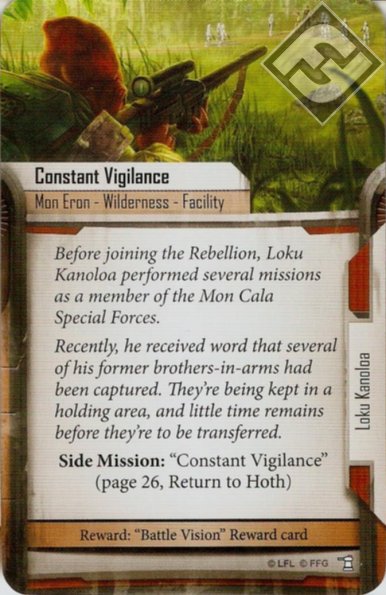 Constant Vigilance
Mon Eron - Wilderness - Facility
Before joining the Rebellion, Loku
Kanoloa performed several missions
as a member of the Mon Cala
Special Forces.
Recently, he received word that several
of his former brothers-in-arms had
been captured. They're being kept in a
holding area, and little time remains
before they're to be transferred.
Side Mission: “Constant Vigilance”
(page 26, Return to Hoth)
Loku Kanoloa
Reward: “Battle Vision” Reward card
© LFL © FFG